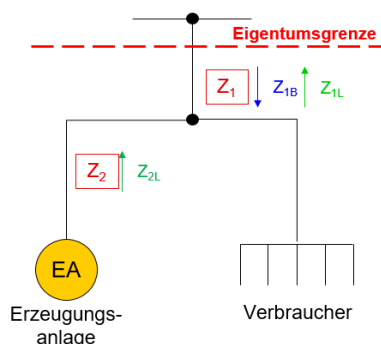 Eigentumsgrenze
Z1 Z1B Z1L
Z2 Z2L
EA
Erzeugungs-
anlage
Verbraucher